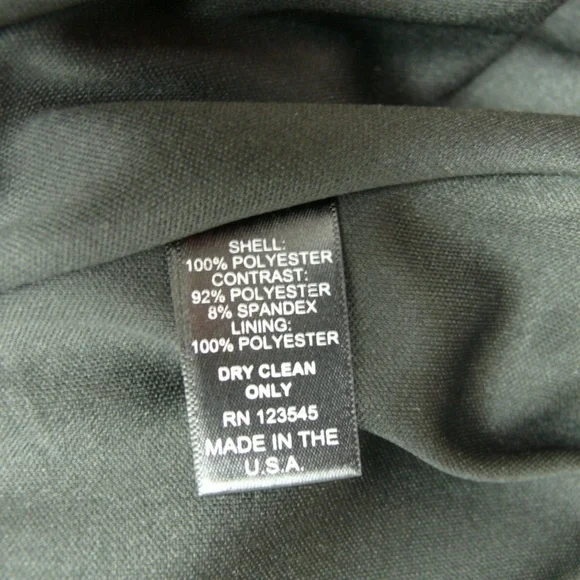 SHELL:
100% POLYESTER
CONTRAST:
92% POLYESTER
8% SPANDEX
LINING:
100% POLYESTER
DRY CLEAN
ONLY
RN 123545
MADE IN THE
U.S.A.